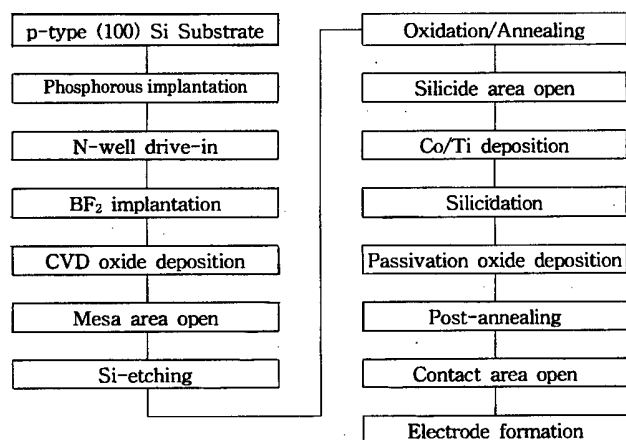 p-type (100) Si Substrate
Phosphorous implantation
N-well drive-in
BF₂ implantation
CVD oxide deposition
Mesa area open
Si-etching
Oxidation/Annealing
Silicide area open
Co/Ti deposition
Silicidation
Passivation oxide deposition
Post-annealing
Contact area open
Electrode formation